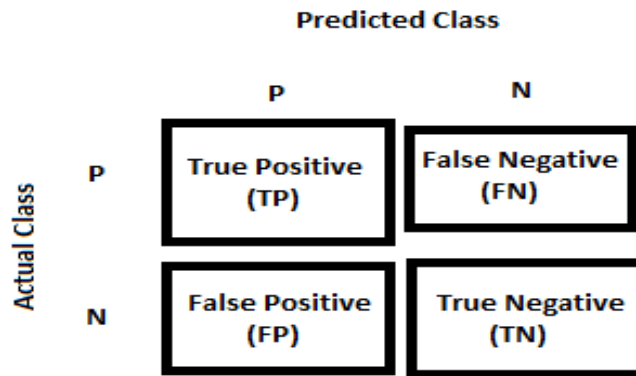 Predicted Class
P N
Actual Class
P
True Positive
(TP)
False Negative
(FN)
N
False Positive
(FP)
True Negative
(TN)